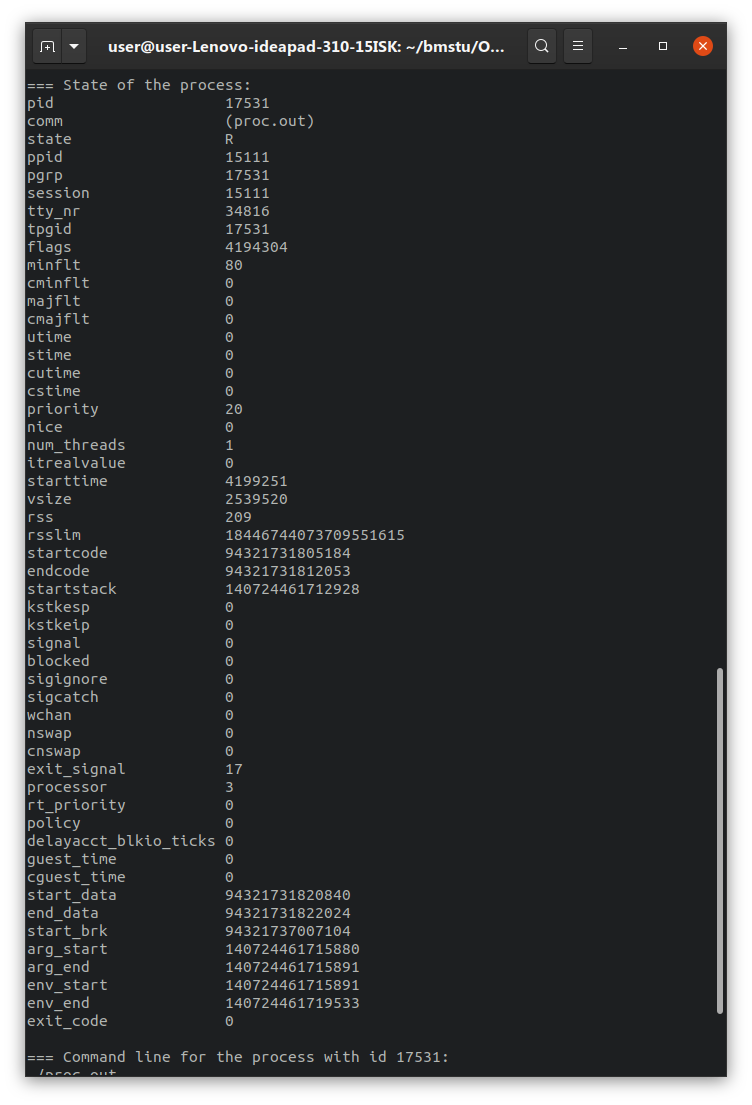 user@user-Lenovo-ideapad-310-15ISK: ~/bmstu/O...
=== State of the process:
pid 17531
comm (proc.out)
state R
ppid 15111
pgrp 17531
session 15111
tty_nr 34816
tpgid 17531
flags 4194304
minflt 80
cminflt 0
majflt 0
cmajflt 0
utime 0
stime 0
cutime 0
cstime 0
priority 20
nice 0
num_threads 1
itrealvalue 0
starttime 4199251
vsize 2539520
rss 209
rsslim 18446744073709551615
startcode 94321731805184
endcode 94321731812053
startstack 140724461712928
kstkesp 0
kstkeip 0
signal 0
blocked 0
sigignore 0
sigcatch 0
wchan 0
nswap 0
cnswap 0
exit_signal 17
processor 3
rt_priority 0
policy 0
delayacct_blkio_ticks 0
guest_time 0
cguest_time 0
start_data 94321731820840
end_data 94321731822024
start_brk 94321737007104
arg_start 140724461715880
arg_end 140724461715891
env_start 140724461715891
env_end 140724461719533
exit_code 0
=== Command line for the process with id 17531:
./proc.out